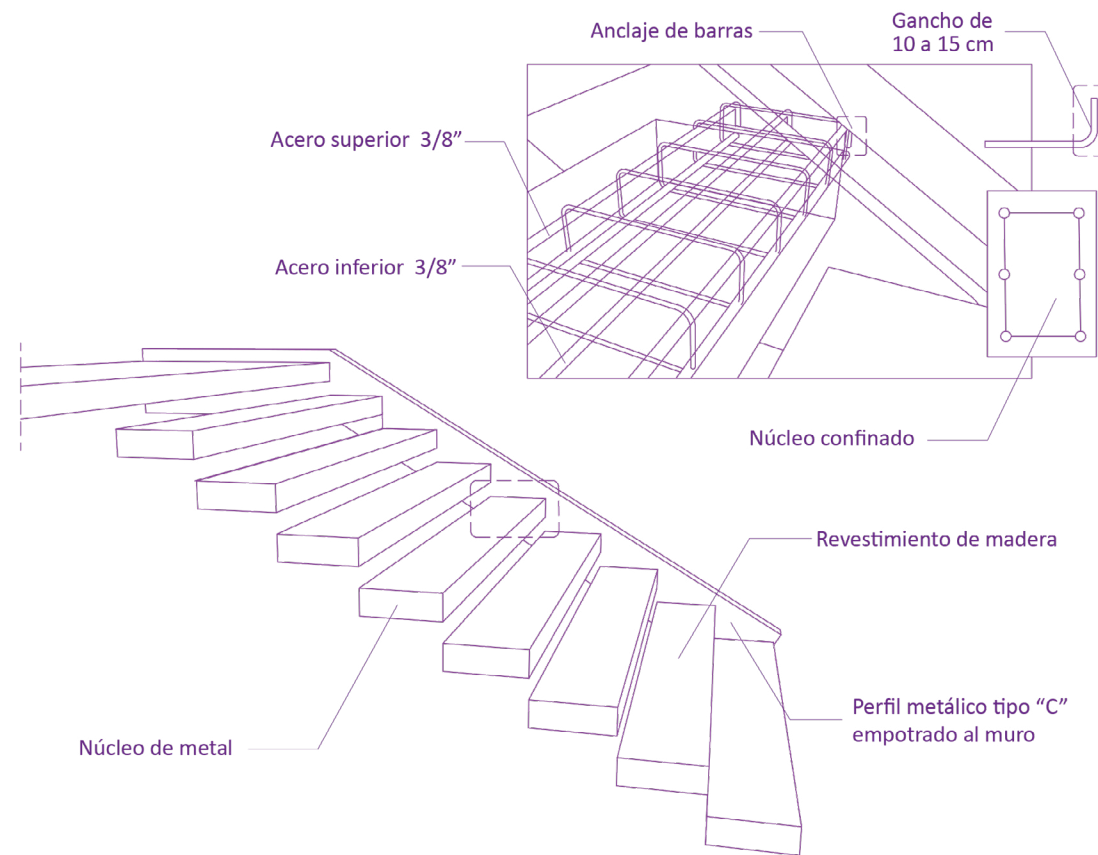 Anclaje de barras
Gancho de
10 a 15 cm
Acero superior 3/8”
Acero inferior 3/8”
Núcleo confinado
Revestimiento de madera
Perfil metálico tipo “C”
empotrado al muro
Núcleo de metal